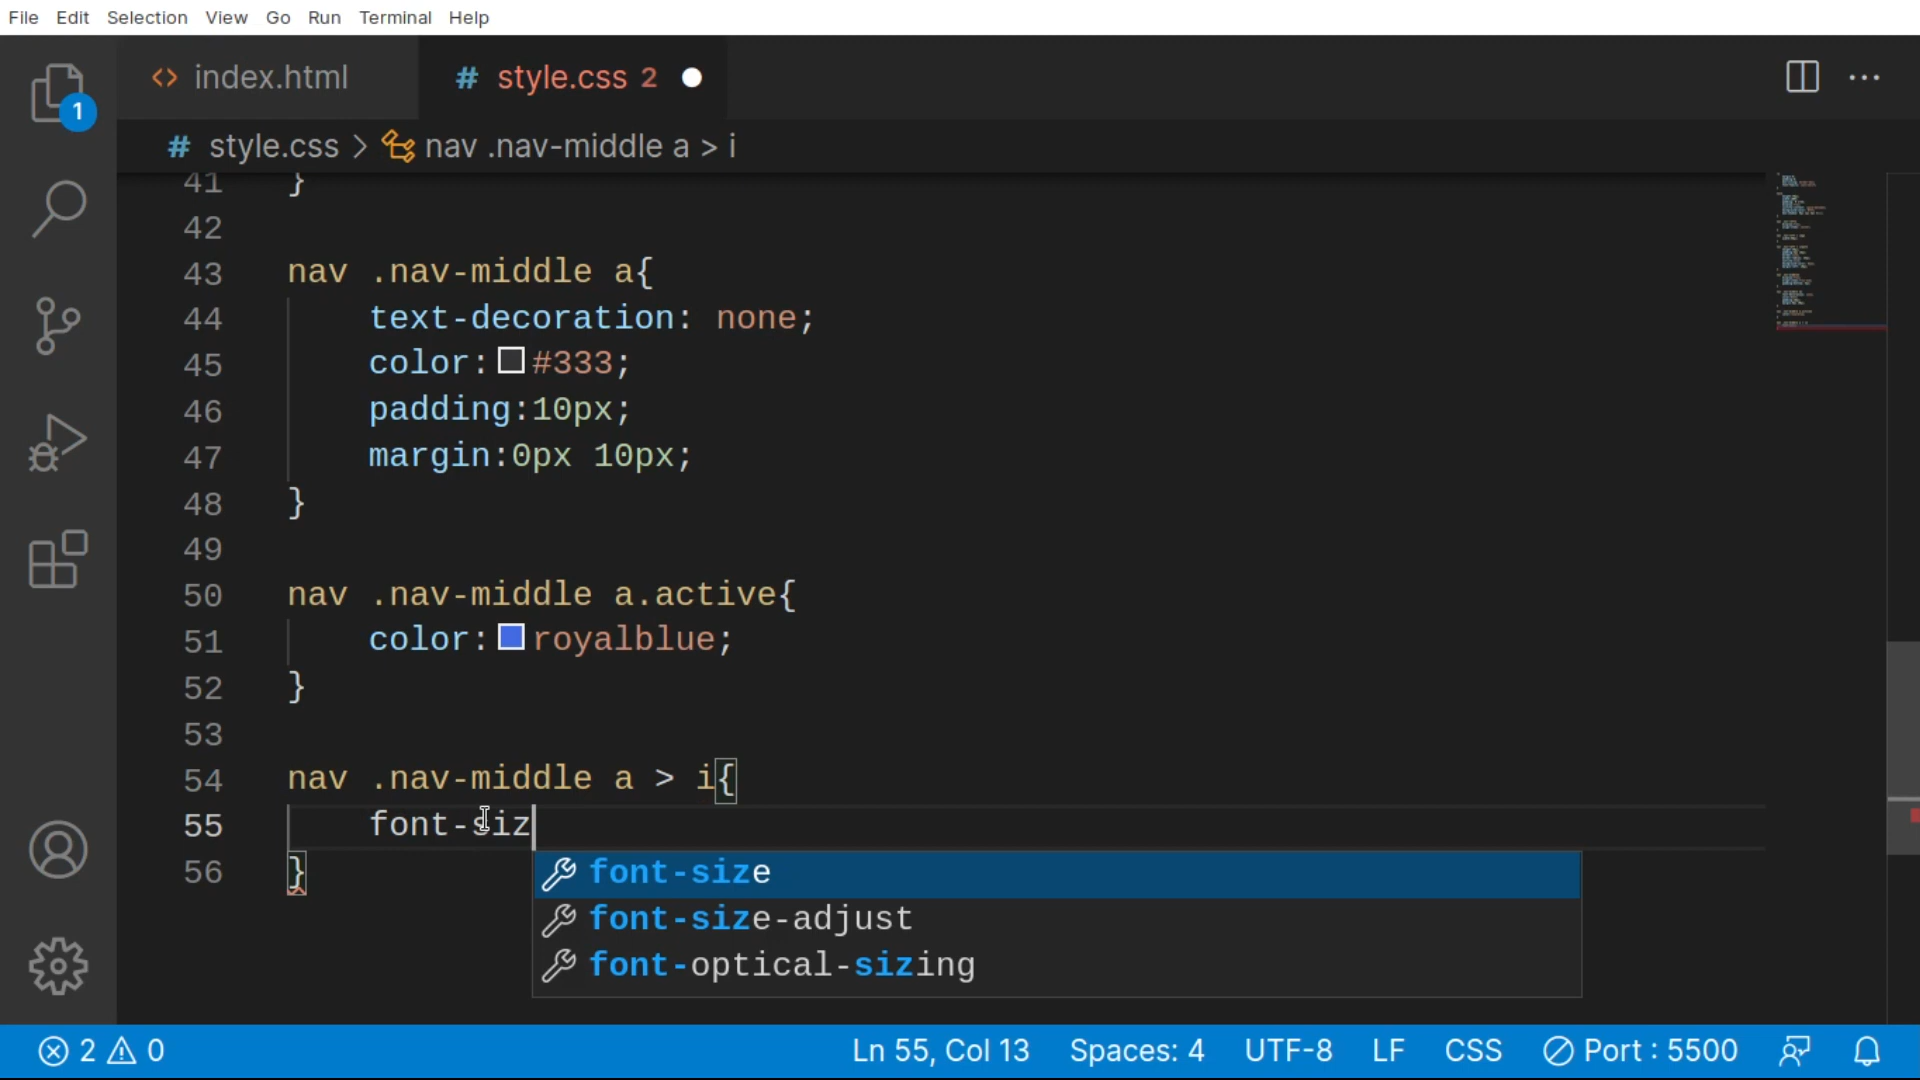 File Edit Selection View Go Run Terminal Help
1
index.html
# style.css 2
# style.css > nav .nav-middle a > i
41 }
42
43 nav .nav-middle a{
44 text-decoration: none;
45 color: #333;
46 padding:10px;
47 margin:0px 10px;
48 }
49
50 nav .nav-middle a.active{
51 color: royalblue;
52 }
53
54 nav .nav-middle a > i{
55 font-siz
56 }
font-size
font-size-adjust
font-optical-sizing
2 0 Ln 55, Col 13 Spaces: 4 UTF-8 LF CSS Port : 5500